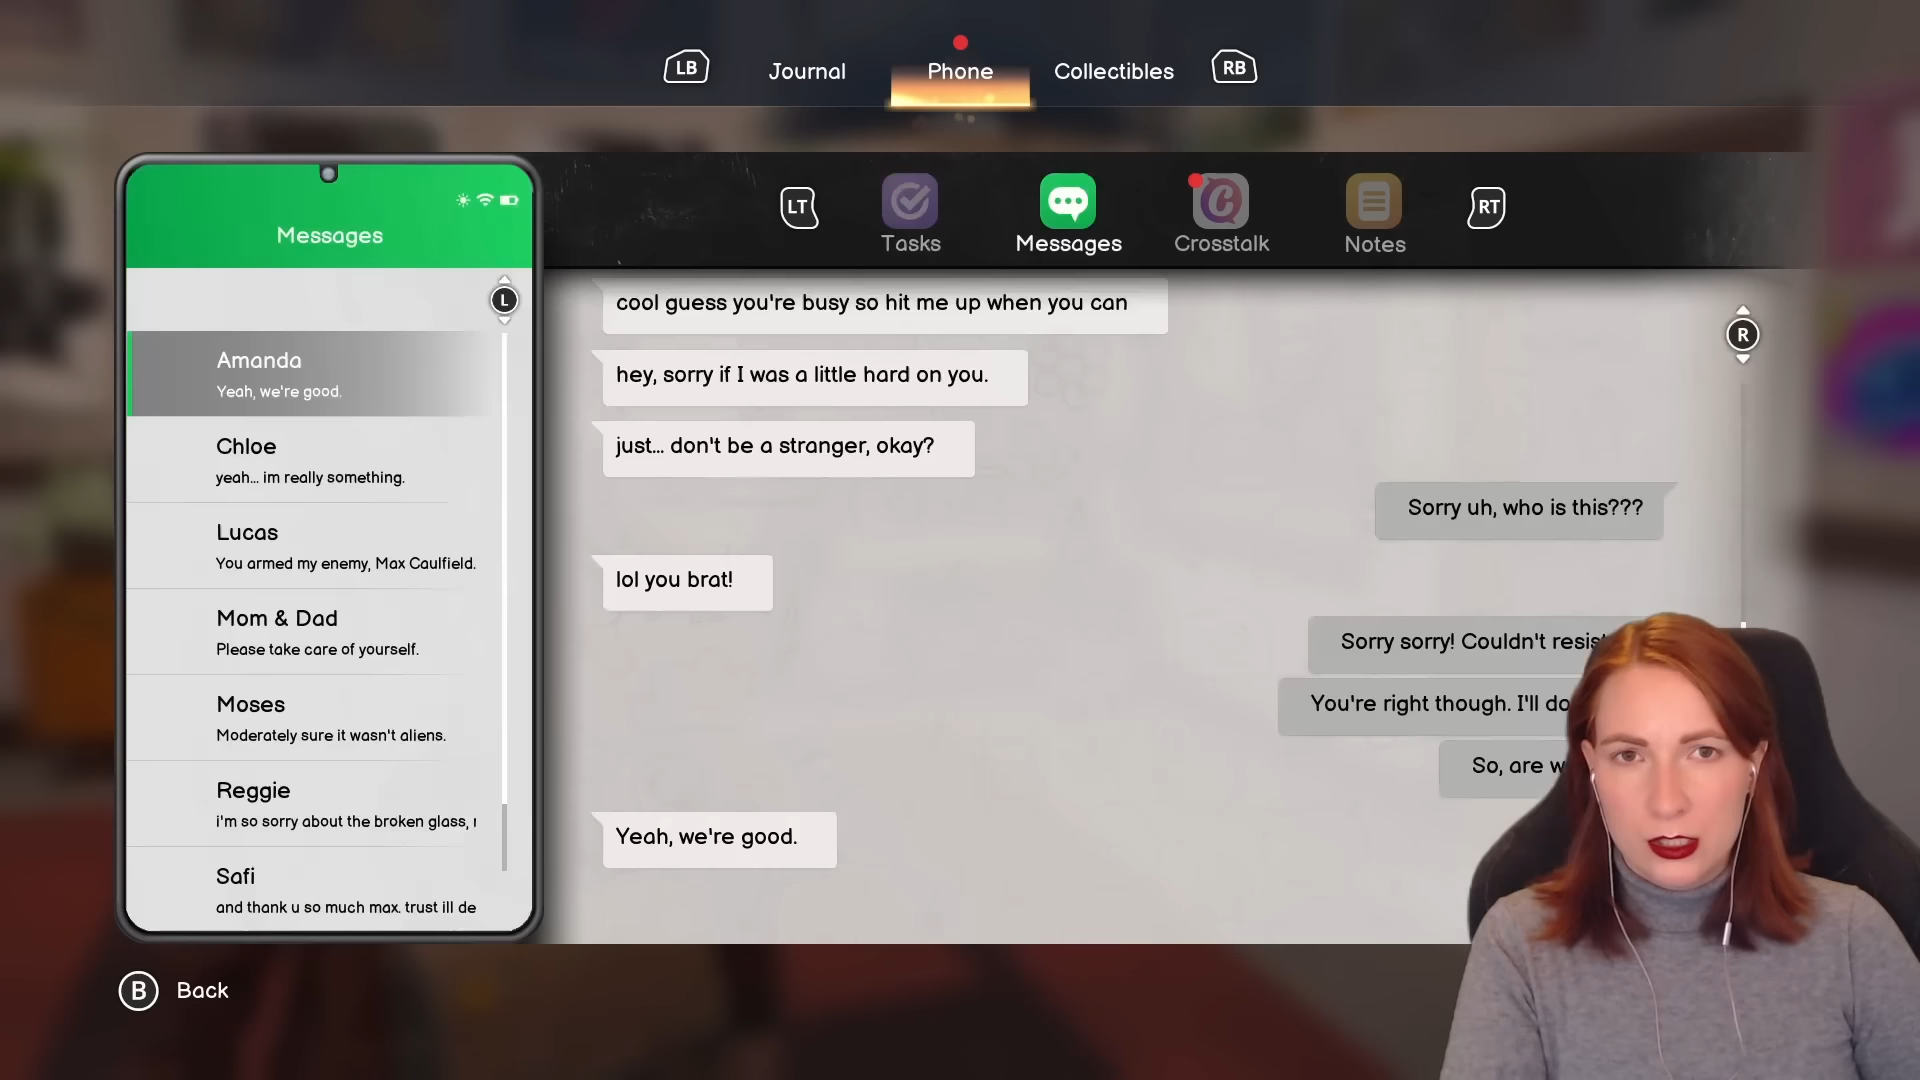 LB
Journal
Phone
Collectibles
RB
Messages
LT
Tasks
Messages
Crosstalk
Notes
RT
L
Amanda
Yeah, we're good.
Chloe
yeah... im really something.
Lucas
You armed my enemy, Max Caulfield.
Mom & Dad
Please take care of yourself.
Moses
Moderately sure it wasn't aliens.
Reggie
i'm so sorry about the broken glass,
Safi
and thank u so much max. trust ill de
cool guess you're busy so hit me up when you can
R
hey, sorry if I was a little hard on you.
just... don't be a stranger, okay?
Sorry uh, who is this???
lol you brat!
Sorry sorry! Couldn't resist
You're right though. I'll do
So, are w
Yeah, we're good.
B Back